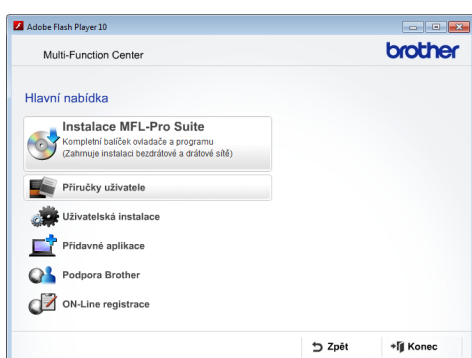 Adobe Flash Player 10
Multi-Function Center
brother
Hlavní nabídka
Instalace MFL-Pro Suite
Kompletní balíček ovladače a programu
(Zahrnuje instalaci bezdrátové a drátové sítě)
Příručky uživatele
Uživatelská instalace
Přídavné aplikace
Podpora Brother
ON-Line registrace
Zpět
Konec